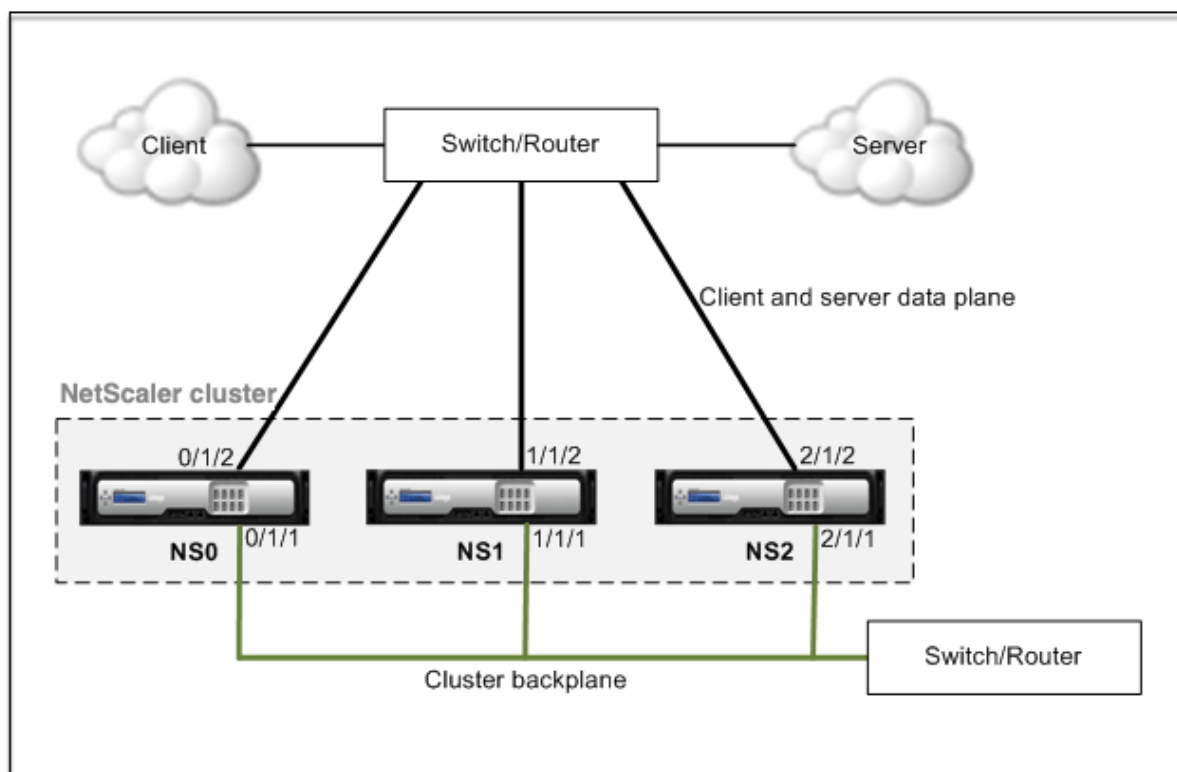 Client
Switch/Router
Server
Client and server data plane
NetScaler cluster
0/1/2
1/1/2
2/1/2
0/1/1
1/1/1
2/1/1
NS0
NS1
NS2
Switch/Router
Cluster backplane